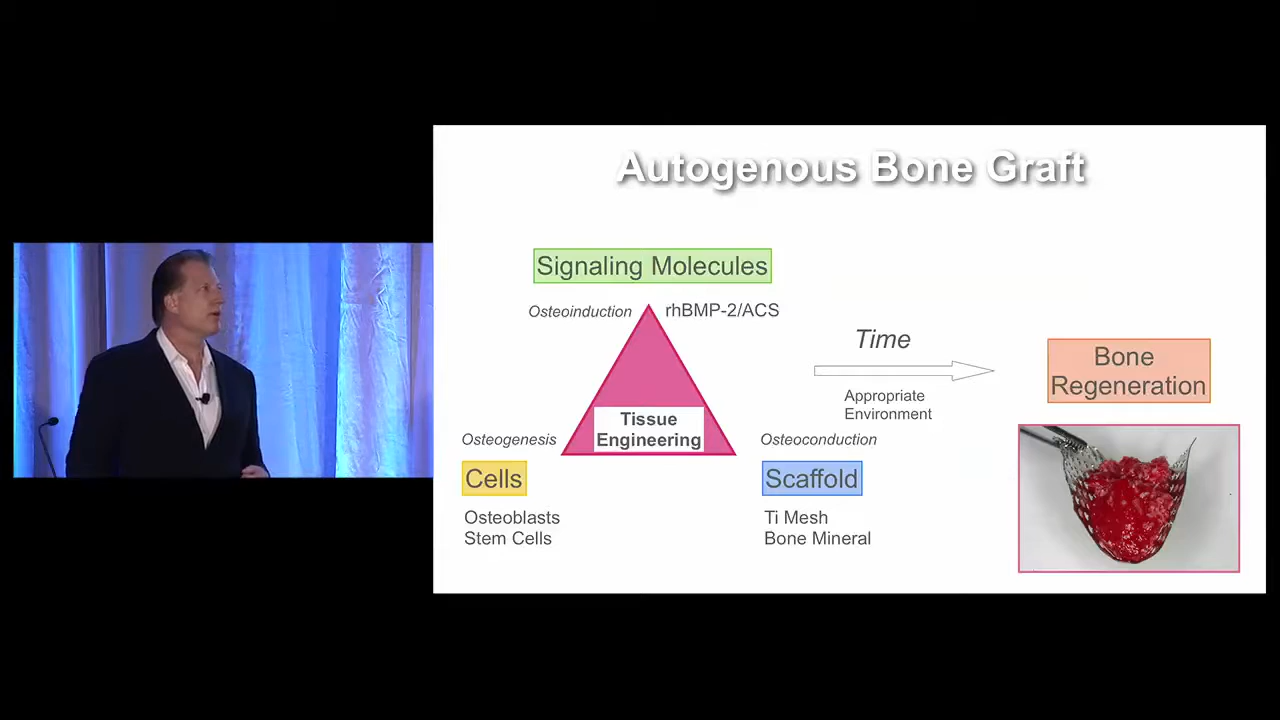 Autogenous Bone Graft
Signaling Molecules
Osteoinduction
rhBMP-2/ACS
Time
Appropriate
Environment
Bone
Regeneration
Tissue
Engineering
Osteogenesis
Cells
Osteoblasts
Stem Cells
Osteoconduction
Scaffold
Ti Mesh
Bone Mineral